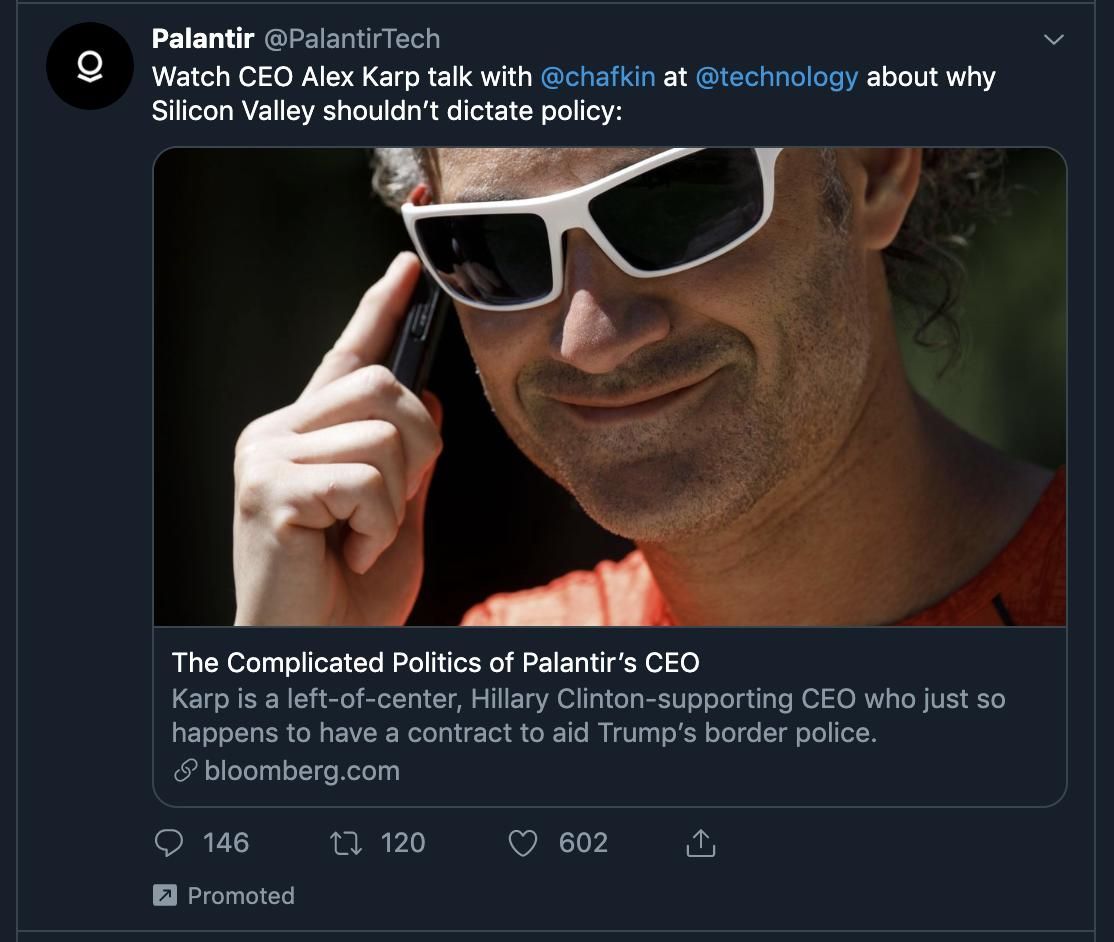 Palantir @PalantirTech
Watch CEO Alex Karp talk with @chafkin at @technology about why
Silicon Valley shouldn’t dictate policy:
The Complicated Politics of Palantir’s CEO
Karp is a left-of-center, Hillary Clinton-supporting CEO who just so
happens to have a contract to aid Trump’s border police.
bloomberg.com
146 120 602
Promoted